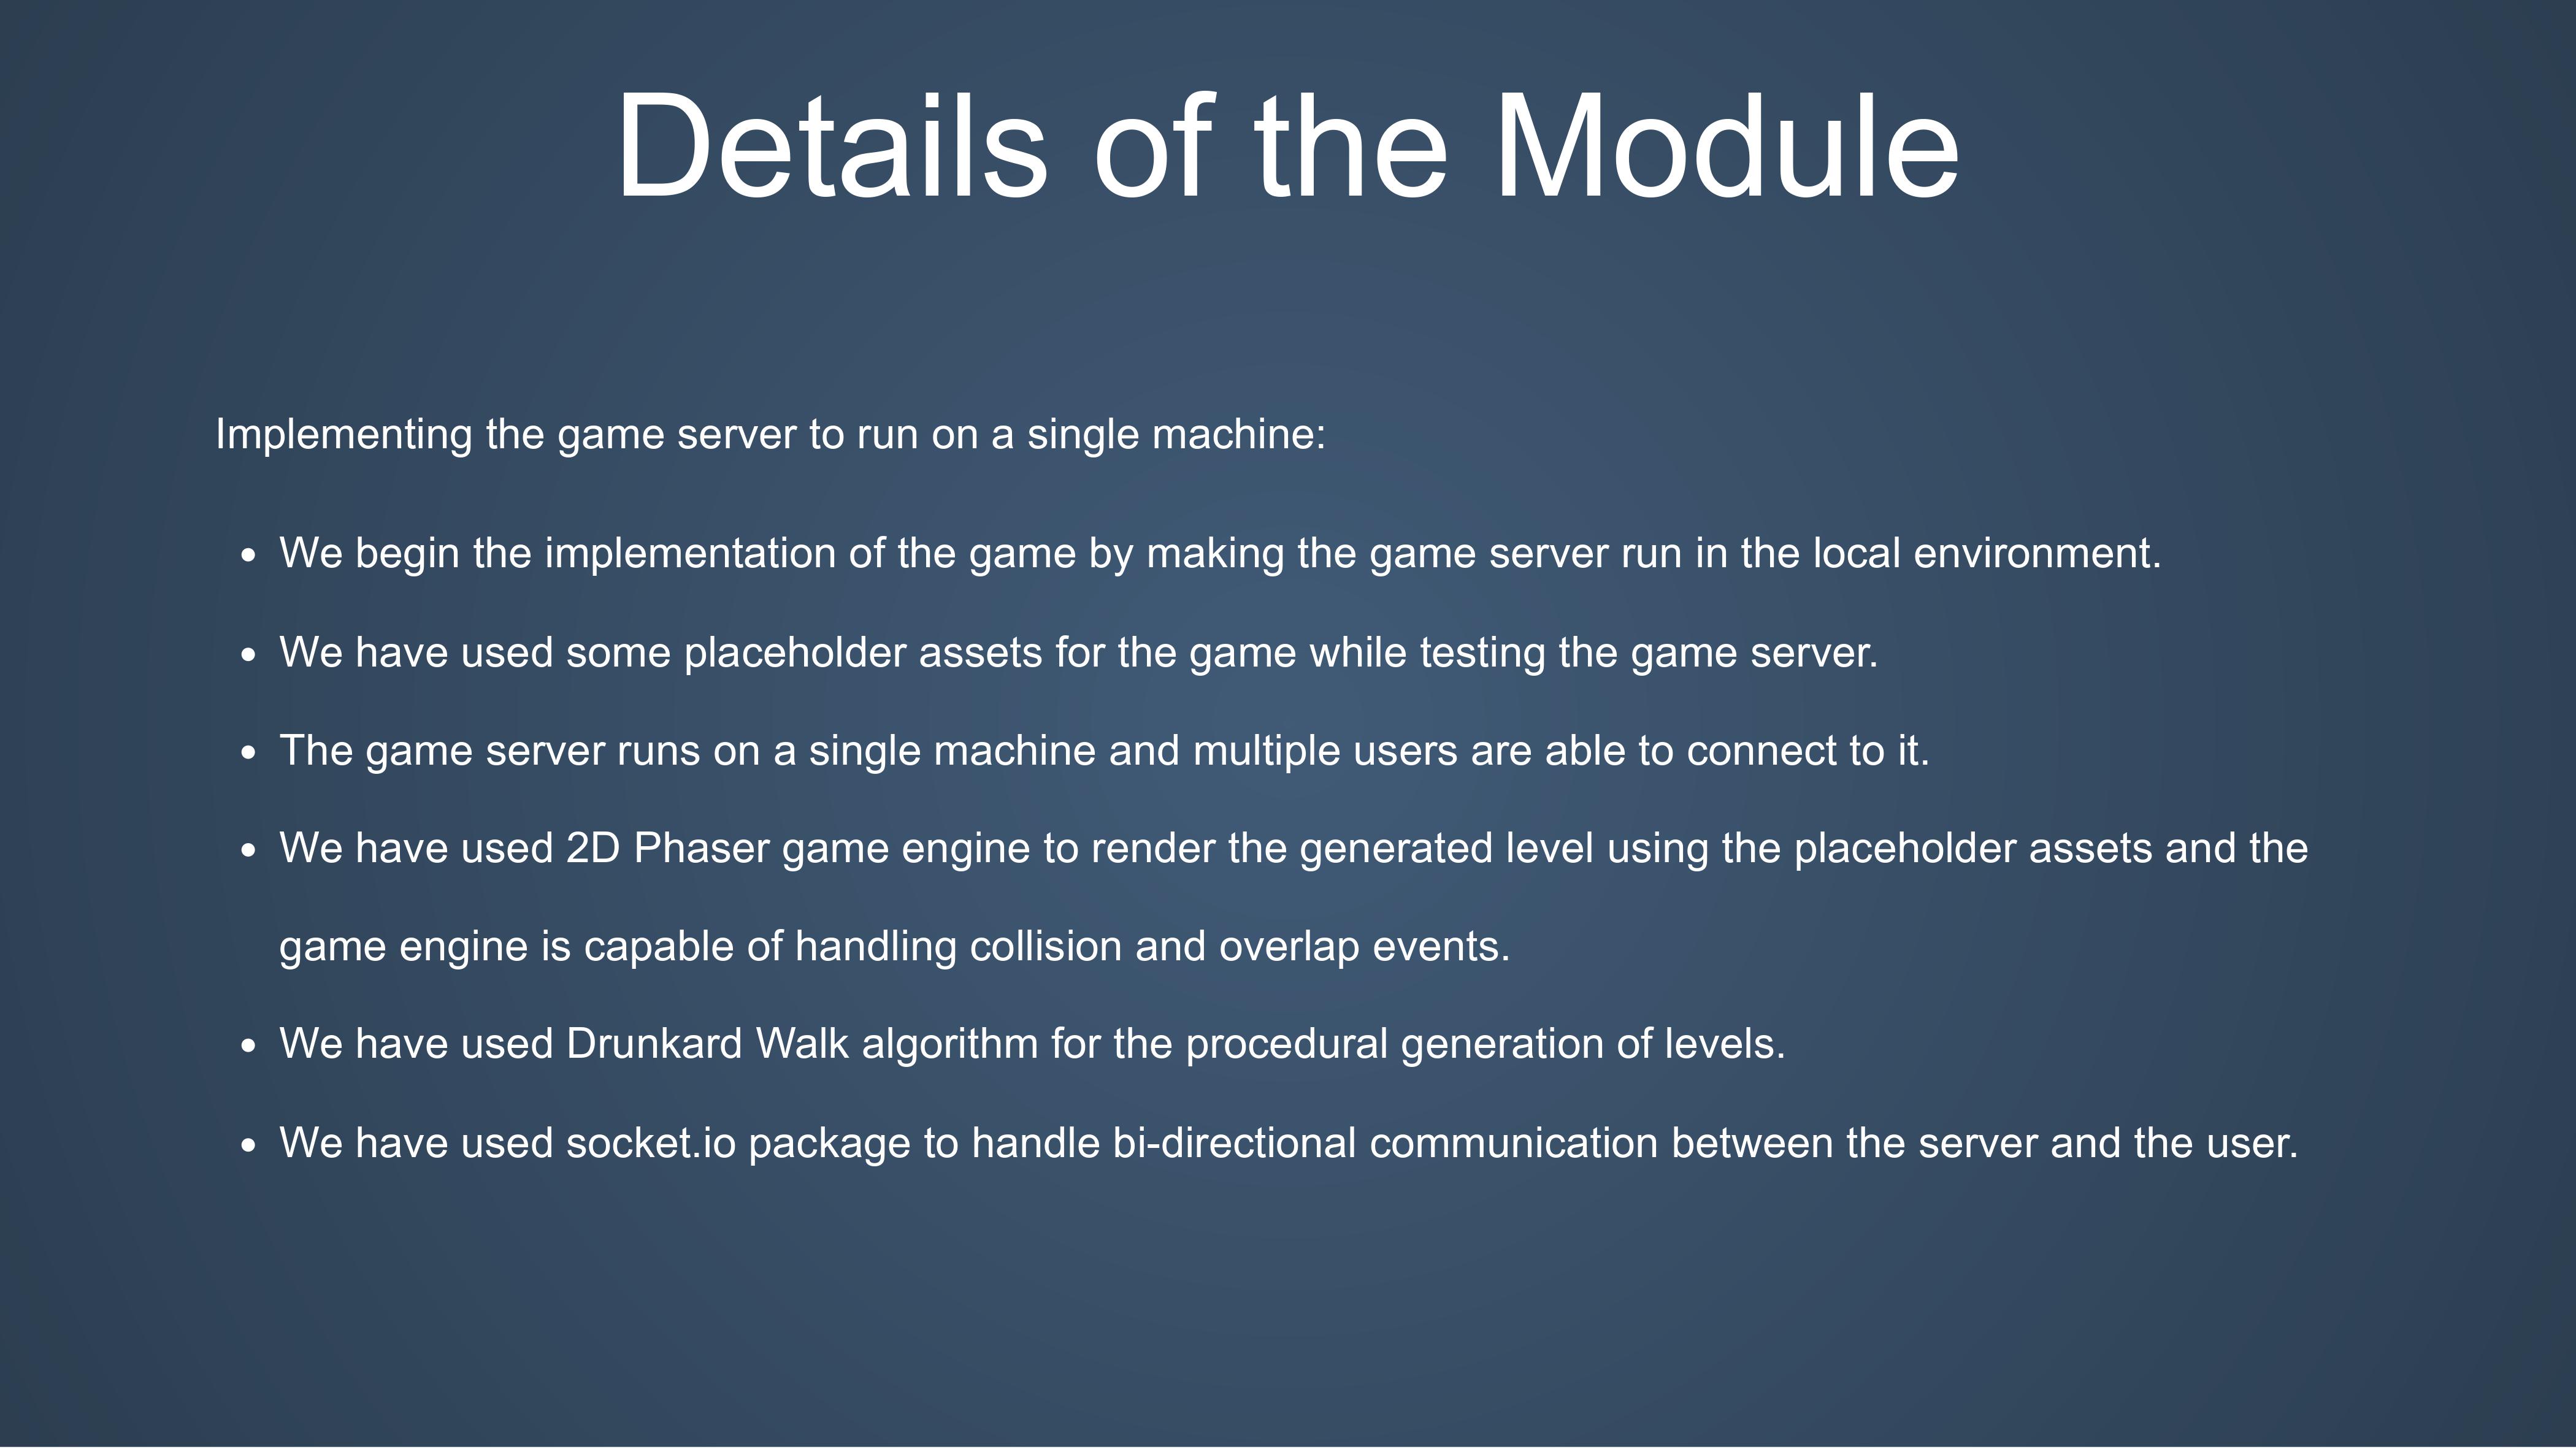 Details of the Module
Implementing the game server to run on a single machine:
• We begin the implementation of the game by making the game server run in the local environment.
• We have used some placeholder assets for the game while testing the game server.
• The game server runs on a single machine and multiple users are able to connect to it.
• We have used 2D Phaser game engine to render the generated level using the placeholder assets and the
game engine is capable of handling collision and overlap events.
• We have used Drunkard Walk algorithm for the procedural generation of levels.
• We have used socket.io package to handle bi-directional communication between the server and the user.